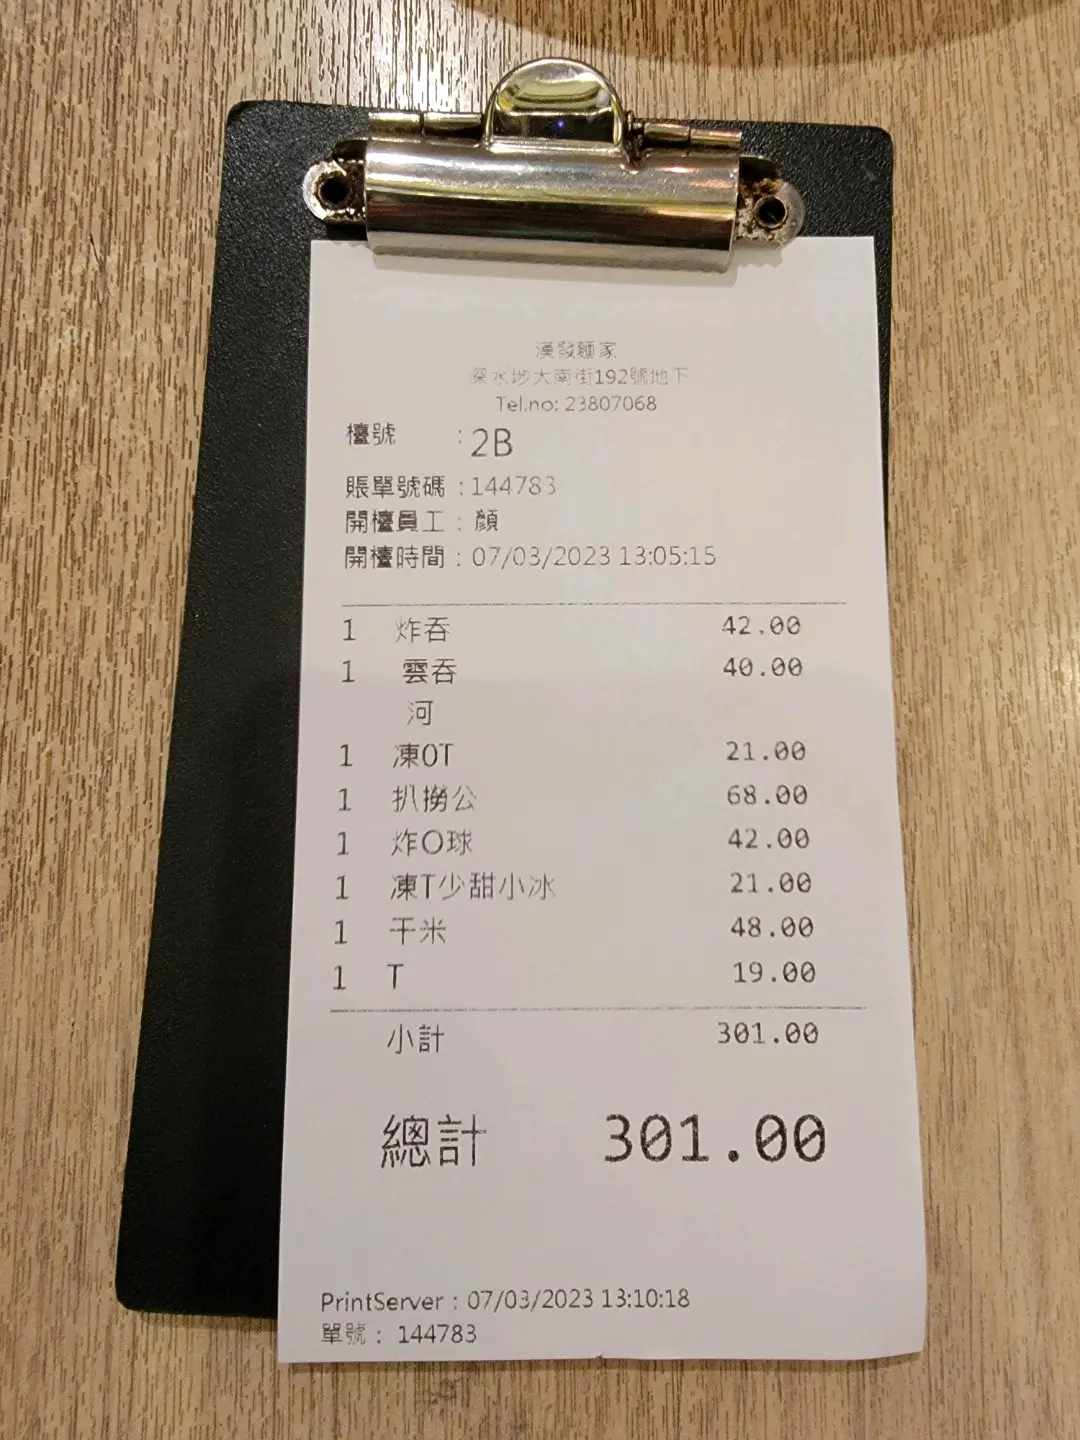 漢發麵家
深水埗大南街192號地下
Tel.no: 23807068
檯號 : 2B
賬單號碼 : 144783
開檯員工 : 顏
開檯時間 : 07/03/2023 13:05:15
1 炸吞 42.00
1 雲吞 40.00
河
1 凍OT 21.00
1 扒撈公 68.00
1 炸O球 42.00
1 凍T少甜小冰 21.00
1 干米 48.00
1 T 19.00
小計 301.00
總計 301.00
PrintServer : 07/03/2023 13:10:18
單號 : 144783